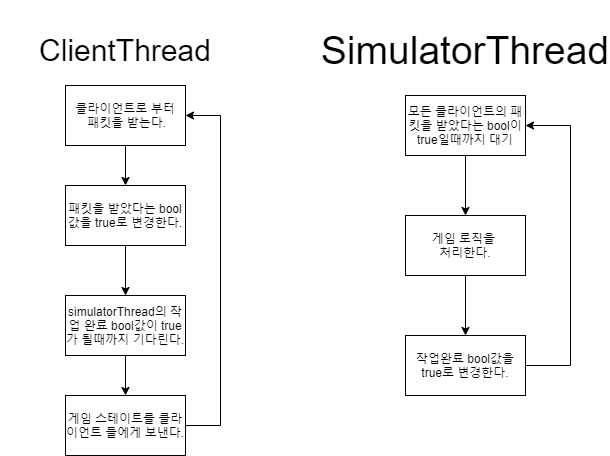 ClientThread
클라이언트로 부터
패킷을 받는다.
패킷을 받았다는 bool
값을 true로 변경한다.
simulatorThread의 작
업 완료 bool값이 true
가 될때까지 기다린다.
게임 스테이트를 클라
이언트 들에게 보낸다.
SimulatorThread
모든 클라이언트의 패
킷을 받았다는 bool이
true일때까지 대기
게임 로직을
처리한다.
작업완료 bool값을
true로 변경한다.